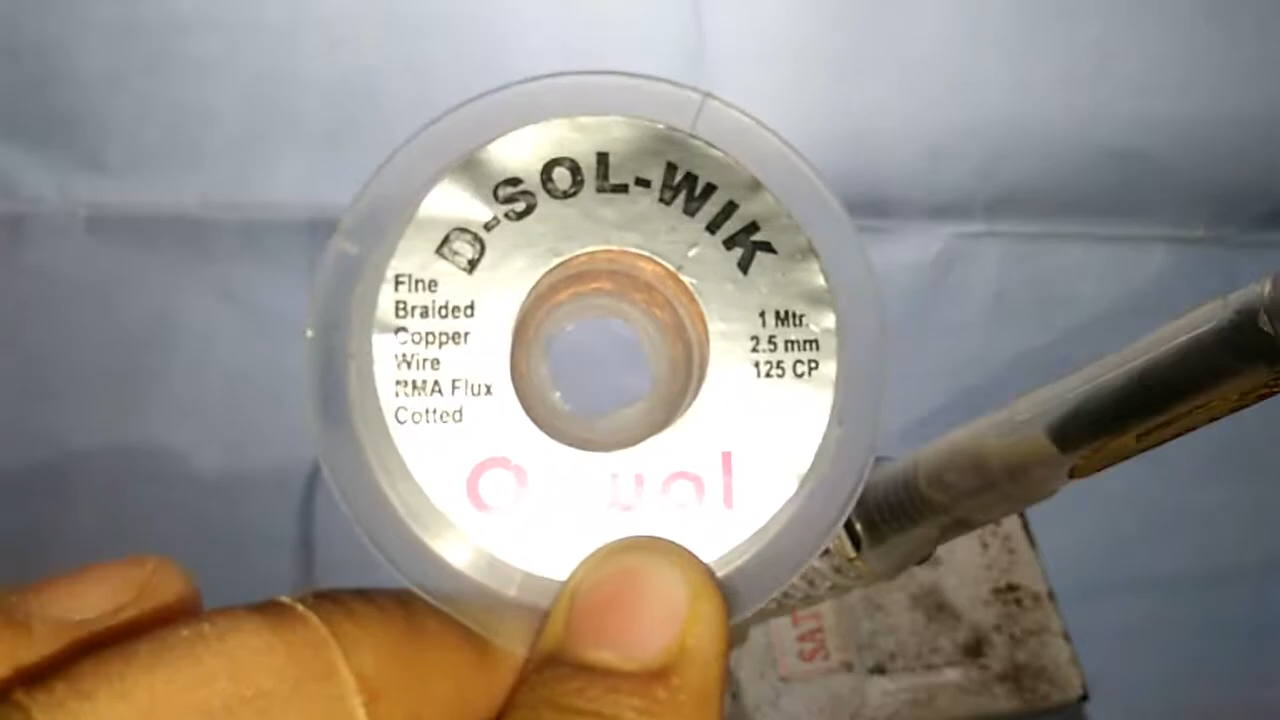 D-SOL-WIK
Fine
Braided
Copper
Wire
RMA Flux
Cotted
1 Mtr.
2.5 mm
125 CP